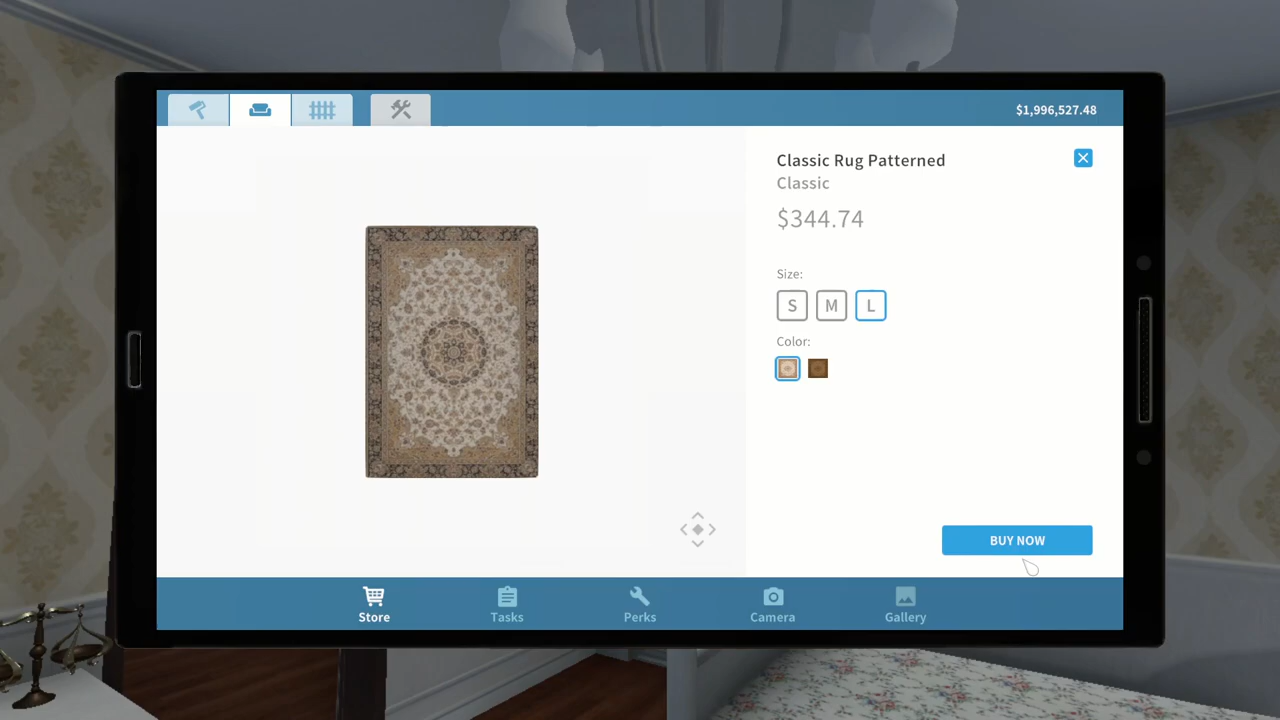 $1,996,527.48
Classic Rug Patterned
Classic
$344.74
Size:
S M L
Color:
BUY NOW
Store Tasks Perks Camera Gallery